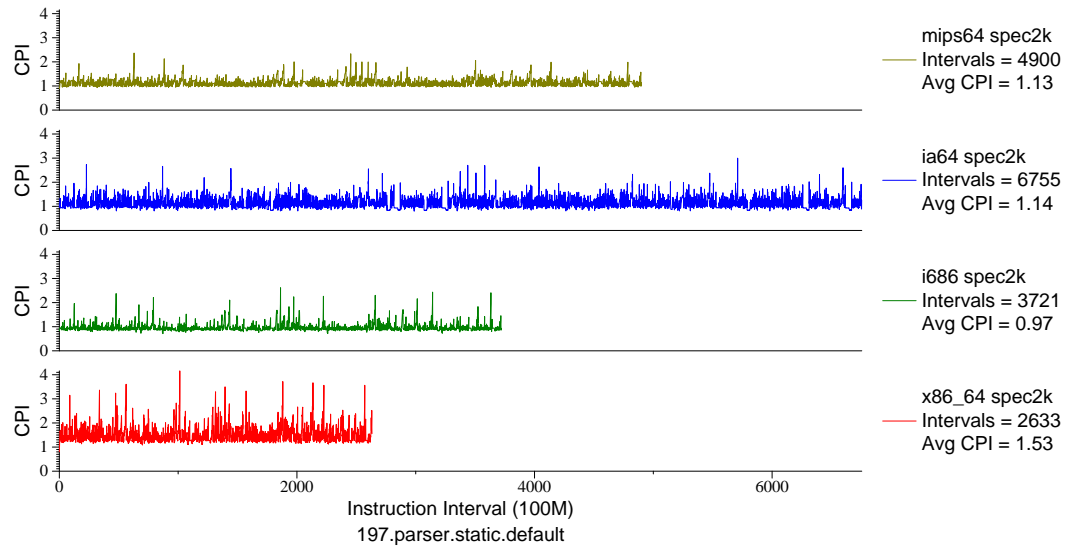 4
3
2
1
0
CPI
mips64 spec2k
Intervals = 4900
Avg CPI = 1.13
4
3
2
1
0
CPI
ia64 spec2k
Intervals = 6755
Avg CPI = 1.14
4
3
2
1
0
CPI
i686 spec2k
Intervals = 3721
Avg CPI = 0.97
4
3
2
1
0
CPI
x86_64 spec2k
Intervals = 2633
Avg CPI = 1.53
0 2000 4000 6000
Instruction Interval (100M)
197.parser.static.default